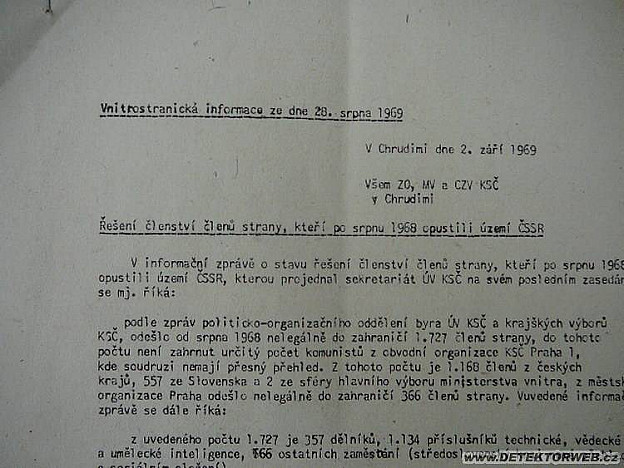 Vnitrostranická informace ze dne 28. srpna 1969
V Chrudimi dne 2. září 1969
Všem ZO, MV a CZV KSČ
v Chrudimi
Řešení členství členů strany, kteří po srpnu 1968 opustili území ČSSR
V informační zprávě o stavu řešení členství členů strany, kteří po srpnu 1968
opustili území ČSSR, kterou projednal sekretariát ÚV KSČ na svém posledním zasedán
se mj. říká:
podle zpráv politicko-organizačního oddělení byra ÚV KSČ a krajských výborů
KSČ, odešlo od srpna 1968 nelegálně do zahraničí 1.727 členů strany, do tohoto
počtu není zahrnut určitý počet komunistů z obvodní organizace KSČ Praha 1,
kde soudruzi nemají přesný přehled. Z tohoto počtu je 1.168 členů z českých
krajů, 557 ze Slovenska a 2 ze sféry hlavního výboru ministerstva vnitra, z městsk
organizace Praha odešlo nelegálně do zahraničí 366 členů strany. Vuvedené informač
zprávě se dále říká:
z uvedeného počtu 1.727 je 357 dělníků, 1.134 příslušníků technické, vědecké
a umělecké inteligence, 166 ostatních zaměstnání
www.DETEKTORWEB.cz